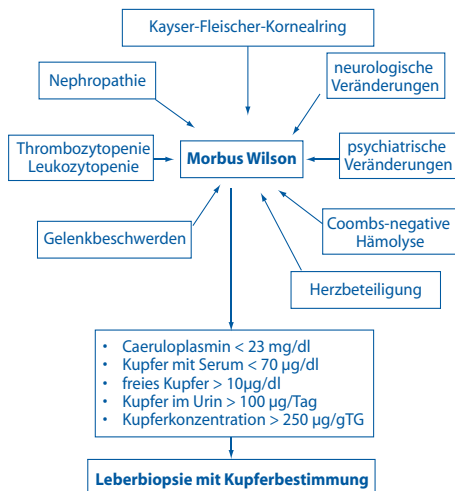 Kayser-Fleischer-Kornealring
neurologische
Veränderungen
Nephropathie
Thrombozytopenie
Leukozytopenie
Morbus Wilson
psychiatrische
Veränderungen
Gelenkbeschwerden
Coombs-negative
Hämolyse
Herzbeteiligung
• Caeruloplasmin < 23 mg/dl
• Kupfer mit Serum < 70 µg/dl
• freies Kupfer > 10µg/dl
• Kupfer im Urin > 100 µg/Tag
• Kupferkonzentration > 250 µg/gTG
Leberbiopsie mit Kupferbestimmung